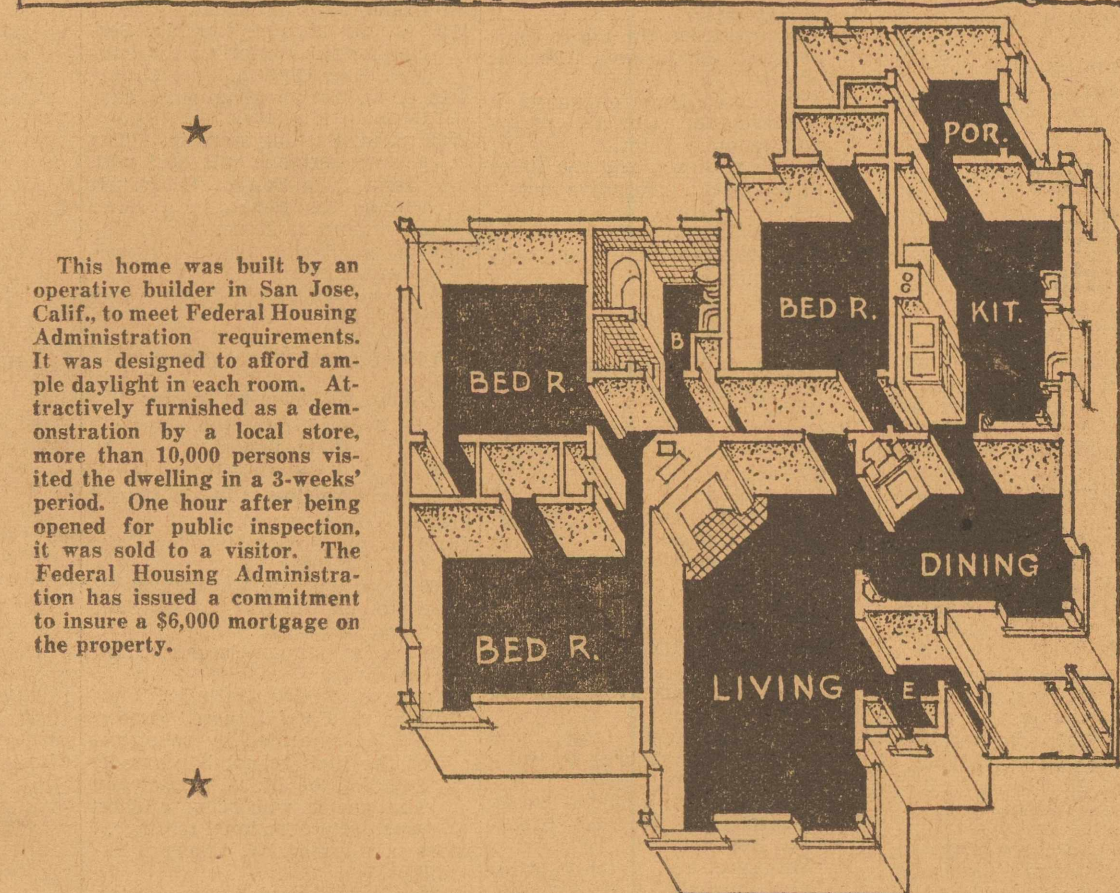 This home was built by an
operative builder in San Jose,
Calif., to meet Federal Housing
Administration requirements.
It was designed to afford am-
ple daylight in each room. At-
tractively furnished as a dem-
onstration by a local store,
more than 10,000 persons vis-
ited the dwelling in a 3-weeks'
period. One hour after being
opened for public inspection,
it was sold to a visitor. The
Federal Housing Administra-
tion has issued a commitment
to insure a $6,000 mortgage on
the property.
POR.
BED R.
KIT.
B
BED R.
DINING
BED R.
LIVING
E